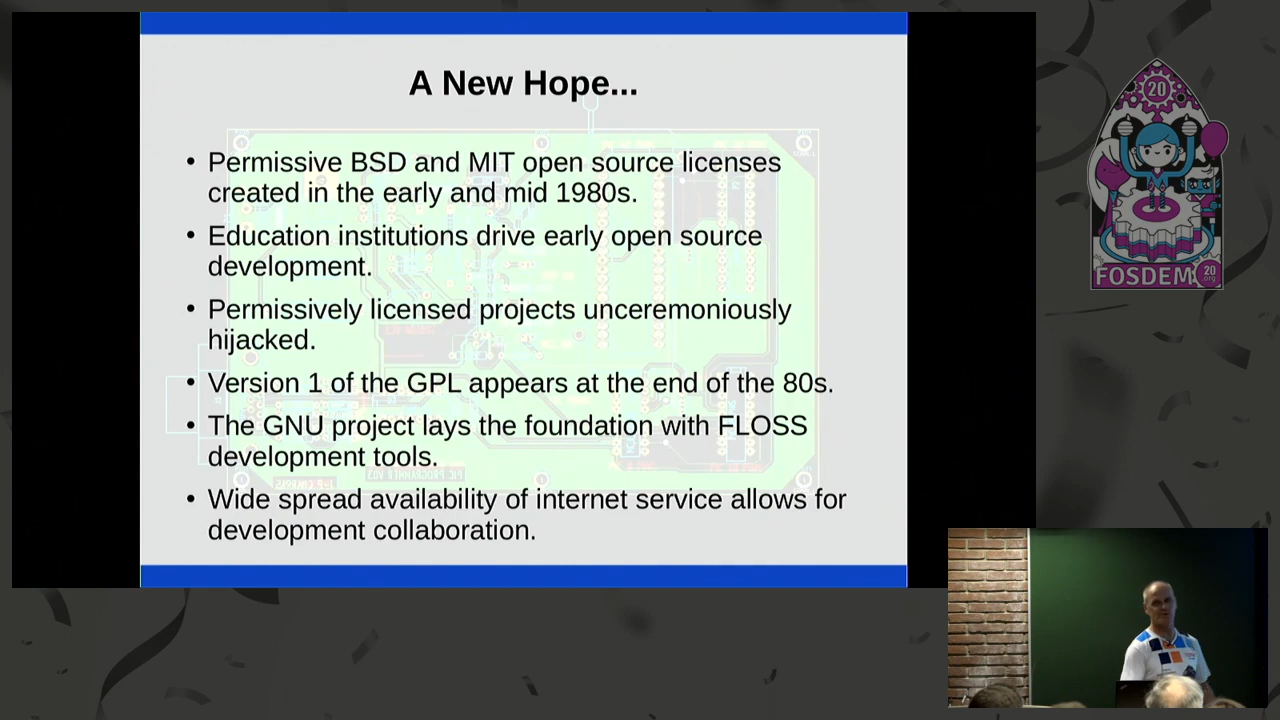 A New Hope...
• Permissive BSD and MIT open source licenses
created in the early and mid 1980s.
• Education institutions drive early open source
development.
• Permissively licensed projects unceremoniously
hijacked.
• Version 1 of the GPL appears at the end of the 80s.
• The GNU project lays the foundation with FLOSS
development tools.
• Wide spread availability of internet service allows for
development collaboration.
20
FOSDEM
20
.org